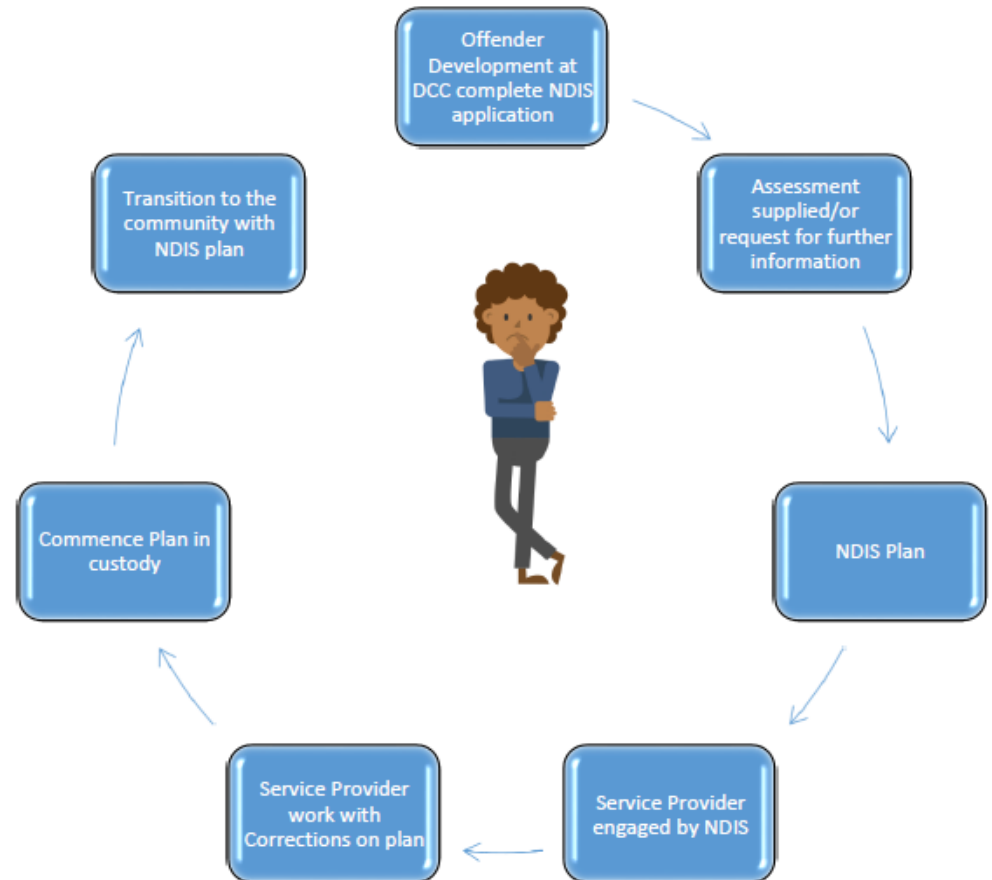 Offender
Development at
DCC complete NDIS
application
Assessment
supplied/or
request for further
information
NDIS Plan
Service Provider
engaged by NDIS
Service Provider
work with
Corrections on plan
Commence Plan in
custody
Transition to the
community with
NDIS plan